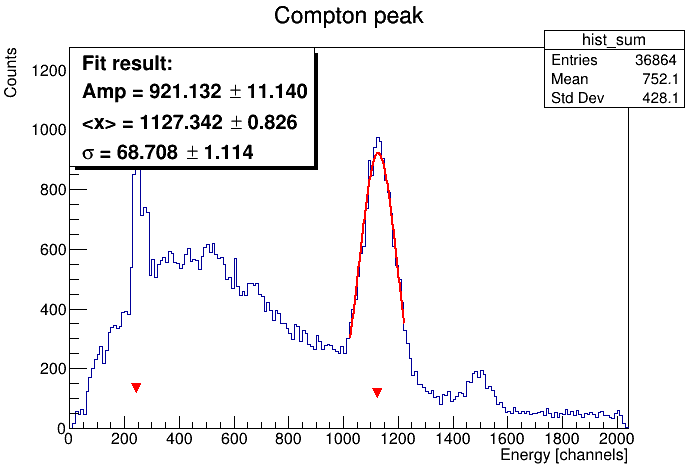 Compton peak
hist_sum
Entries 36864
Mean 752.1
Std Dev 428.1
Fit result:
Amp = 921.132 ± 11.140
<x> = 1127.342 ± 0.826
σ = 68.708 ± 1.114
Counts
1200
1000
800
600
400
200
0
0 200 400 600 800 1000 1200 1400 1600 1800 2000
Energy [channels]